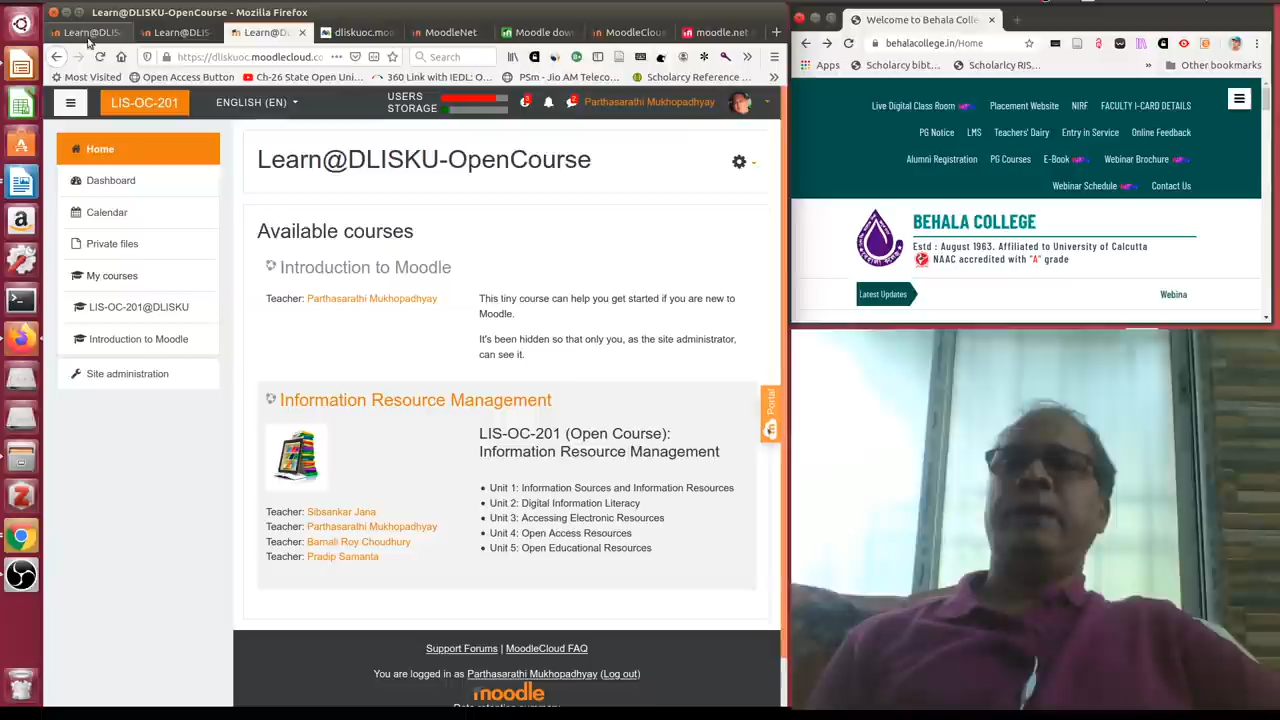 Learn@DLISKU-OpenCourse - Mozilla Firefox
Learn@DLIS
Learn@DLIS
Learn@DL
dliskuoc.moo
MoodleNet
Moodle dow
MoodleClou
moodle.net A
https://dliskuoc.moodlecloud.co
Search
Most Visited
Open Access Button
Ch-26 State Open Uni...
360 Link with IEDL: O...
PSm - Jio AM Teleco...
Scholarcy Reference ...
LIS-OC-201
ENGLISH (EN)
USERS
STORAGE
Parthasarathi Mukhopadhyay
Home
Dashboard
Calendar
Private files
My courses
LIS-OC-201@DLISKU
Introduction to Moodle
Site administration
Learn@DLISKU-OpenCourse
Available courses
Introduction to Moodle
Teacher: Parthasarathi Mukhopadhyay
This tiny course can help you get started if you are new to
Moodle.
It's been hidden so that only you, as the site administrator,
can see it.
Information Resource Management
LIS-OC-201 (Open Course):
Information Resource Management
Unit 1: Information Sources and Information Resources
Unit 2: Digital Information Literacy
Unit 3: Accessing Electronic Resources
Unit 4: Open Access Resources
Unit 5: Open Educational Resources
Teacher: Sibsankar Jana
Teacher: Parthasarathi Mukhopadhyay
Teacher: Barnali Roy Choudhury
Teacher: Pradip Samanta
Portal
Support Forums | MoodleCloud FAQ
You are logged in as Parthasarathi Mukhopadhyay (Log out)
moodle
Data retention summary
Welcome to Behala Colle
behalacollege.in/Home
Apps
Scholarcy bibt...
Scholarlcy RIS...
Other bookmarks
Live Digital Class Room
Placement Website
NIRF
FACULTY I-CARD DETAILS
PG Notice
LMS
Teachers' Dairy
Entry in Service
Online Feedback
Alumni Registration
PG Courses
E-Book
Webinar Brochure
Webinar Schedule
Contact Us
BEHALA COLLEGE
Estd : August 1963. Affiliated to University of Calcutta
NAAC accredited with "A" grade
Latest Updates
Webina